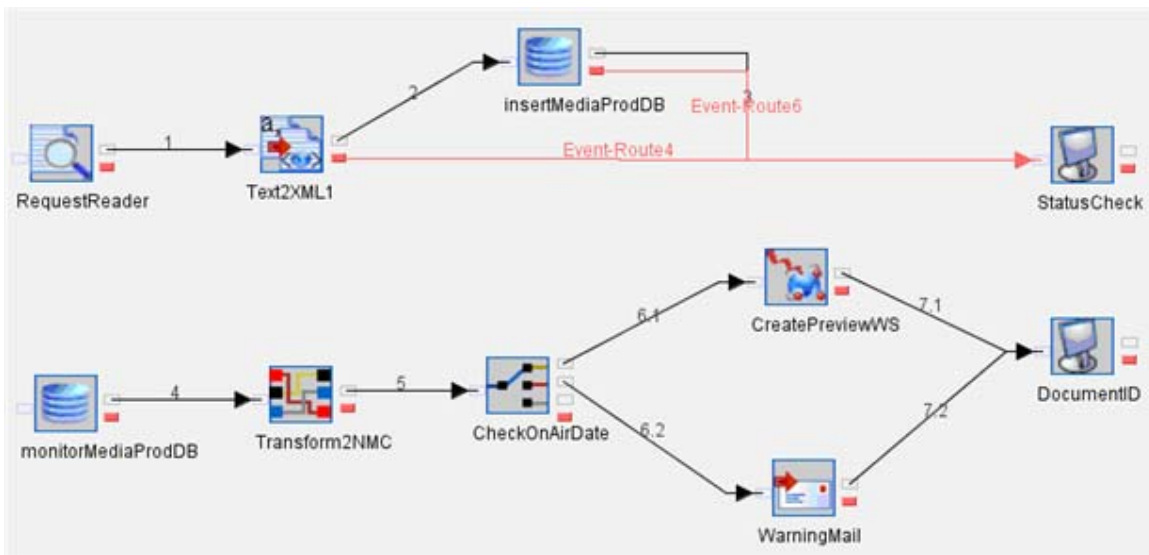 2
insertMediaProdDB
3
Event-Route6
1
a,
Event-Route4
RequestReader
Text2XML1
StatusCheck
6.1
CreatePreviewWS
7.1
4
5
DocumentID
monitorMediaProdDB
Transform2NMC
CheckOnAirDate
6.2
7.2
WarningMail